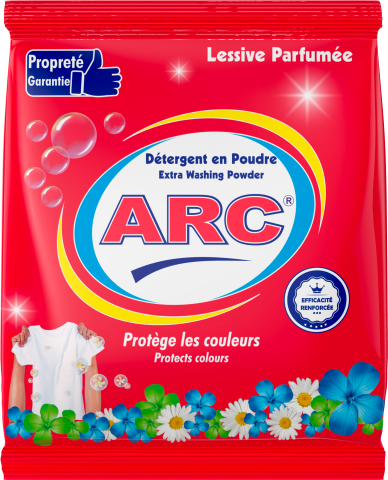 Propreté
Garantie
Lessive Parfumée
Détergent en Poudre
Extra Washing Powder
ARC®
EFFICACITÉ
RENFORCÉE
Protège les couleurs
Protects colours